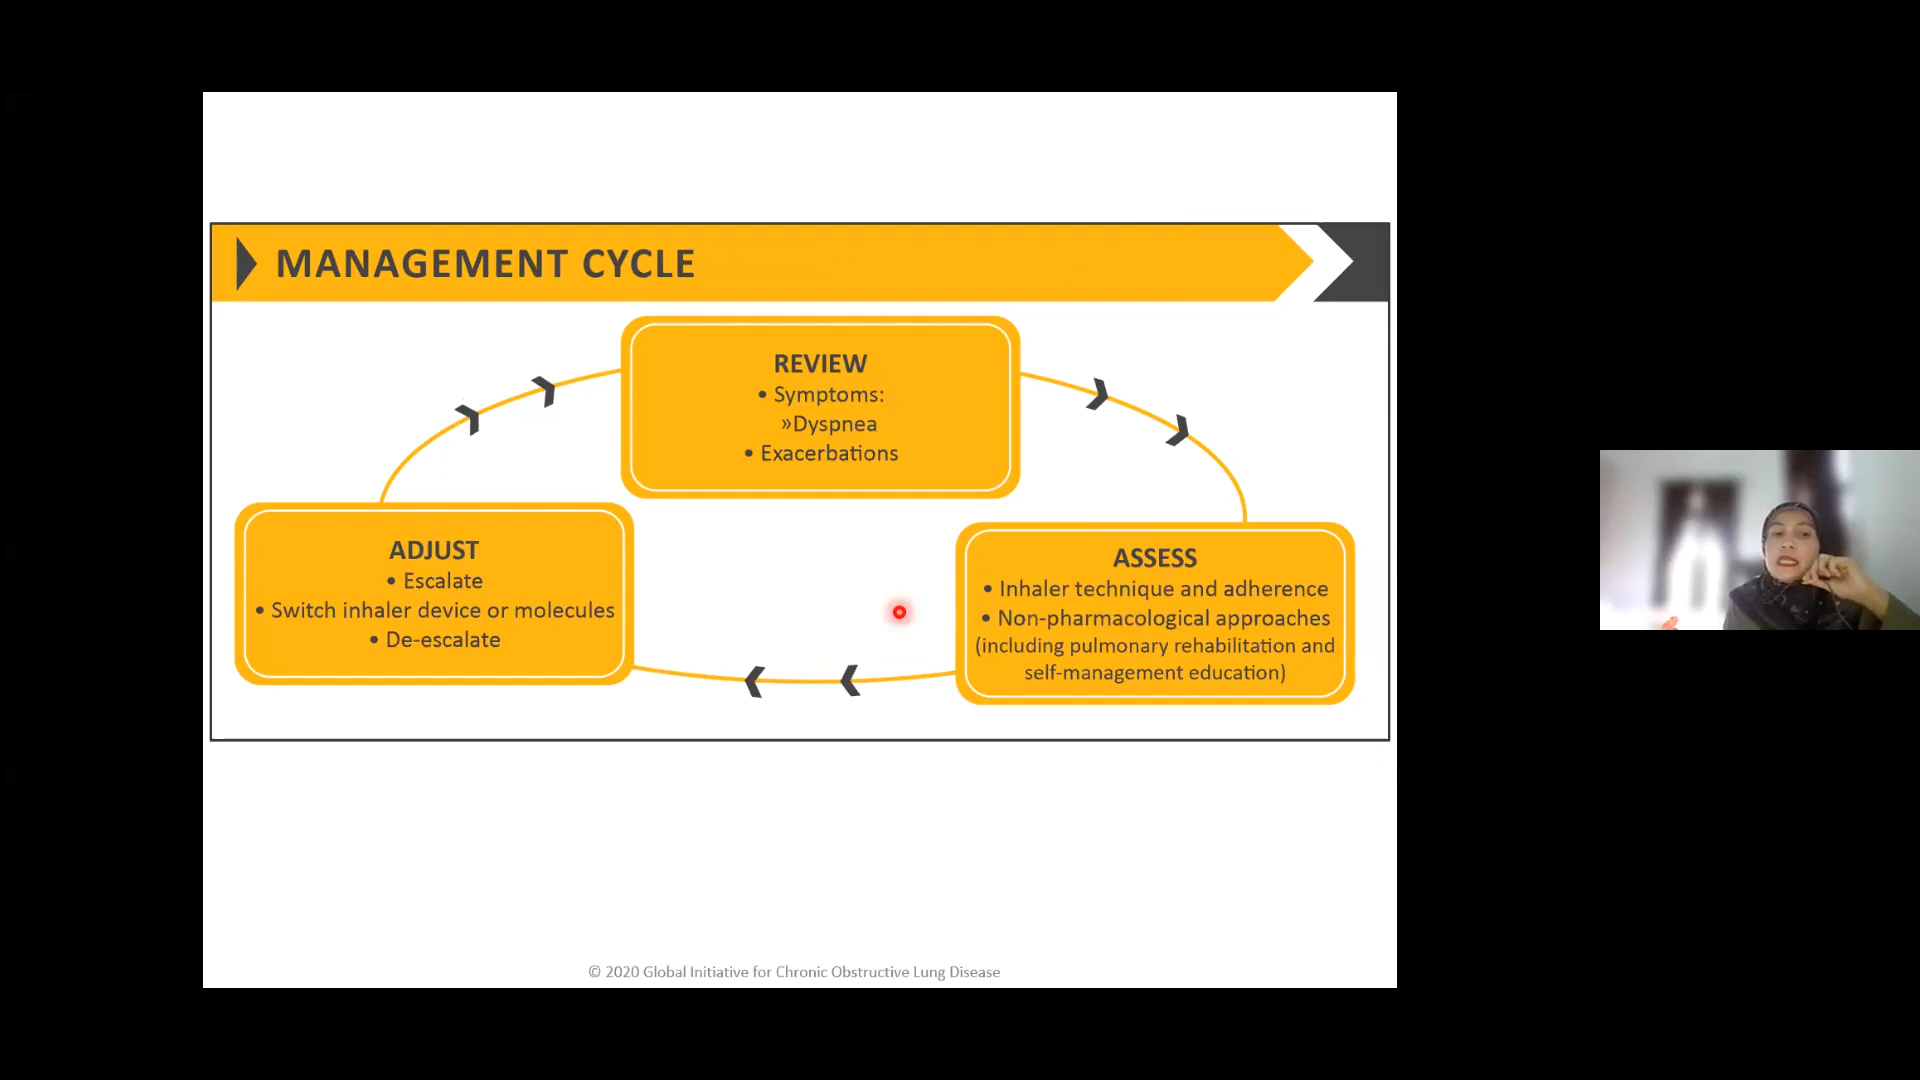 MANAGEMENT CYCLE
REVIEW
• Symptoms:
»Dyspnea
• Exacerbations
ADJUST
• Escalate
• Switch inhaler device or molecules
• De-escalate
ASSESS
• Inhaler technique and adherence
• Non-pharmacological approaches
(including pulmonary rehabilitation and
self-management education)
© 2020 Global Initiative for Chronic Obstructive Lung Disease